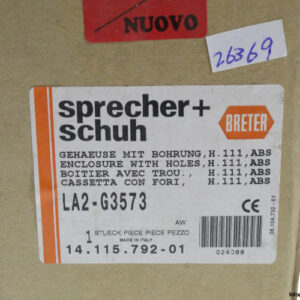 NUOVO
26369
sprecher+
schuh
BRETER
GEHAEUSE MIT BOHRUNG, H.111, ABS
ENCLOSURE WITH HOLES, H.111, ABS
BOITIER AVEC TROU., H.111, ABS
CASSETTA CON FORI, H.111, ABS
LA2-G3573
CE
AW
1 STUECK PIECE PIECE PEZZO
MADE IN ITALY
14.115.792-01
024088